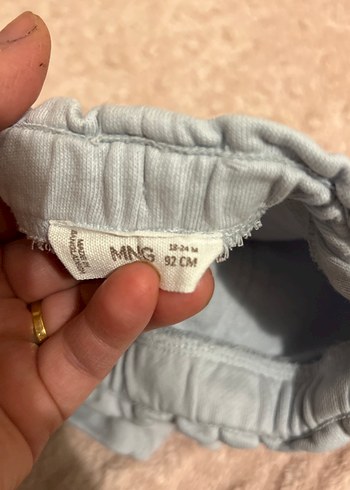 MADE IN
BANGLADESH
MNG
18-24 M
92 CM